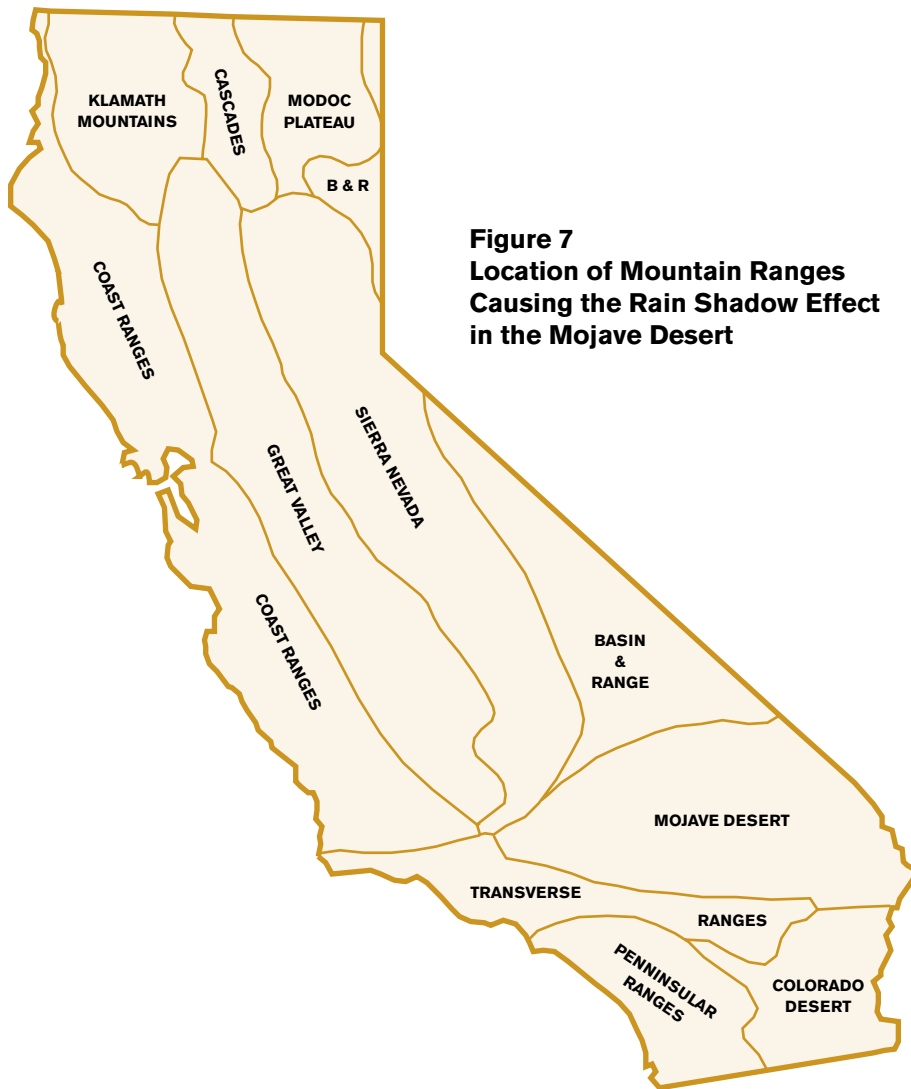 KLAMATH
MOUNTAINS
CASCADES
MODOC
PLATEAU
B & R
Figure 7
Location of Mountain Ranges
Causing the Rain Shadow Effect
in the Mojave Desert
COAST RANGES
SIERRA NEVADA
GREAT VALLEY
COAST RANGES
BASIN
&
RANGE
MOJAVE DESERT
TRANSVERSE
RANGES
PENNINSULAR
RANGES
COLORADO
DESERT